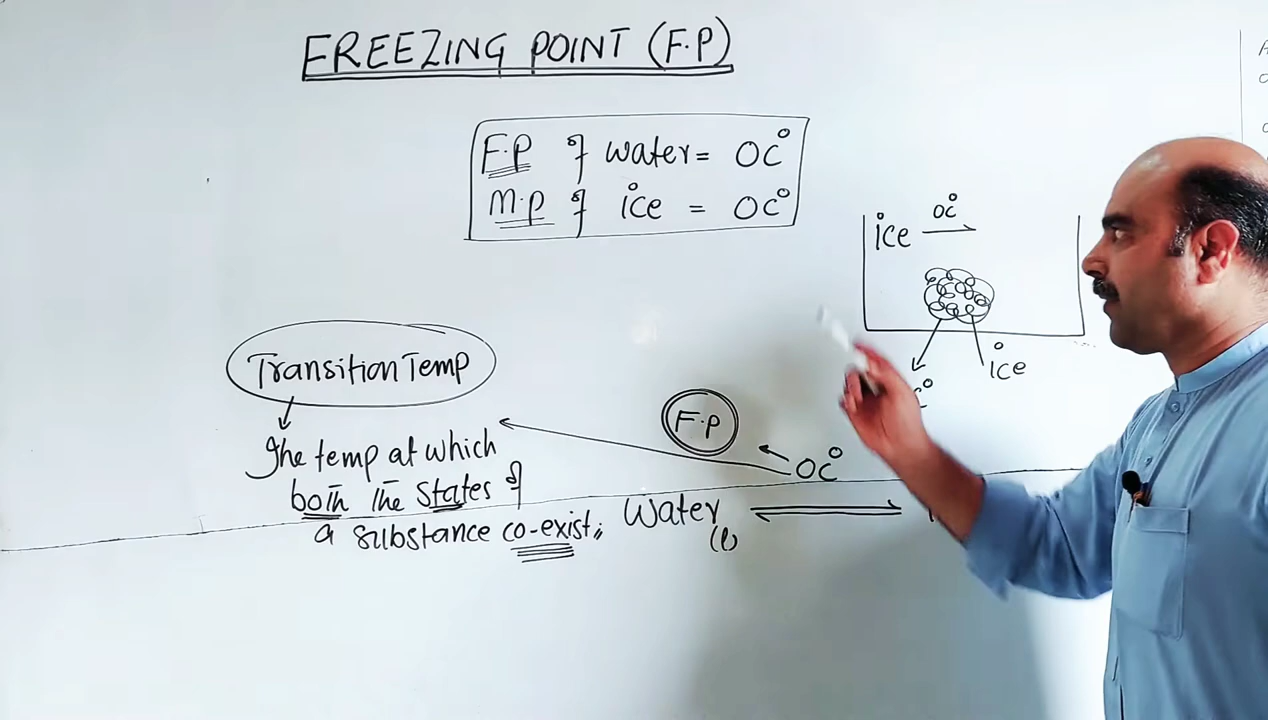 FREEZING POINT (F.P)
F.P of water = 0C°
M.P of ice = 0C°
ice 0C°
ice
Transition Temp
The temp at which
both the states of
a substance co-exist;
F.P
0C°
Water
(l)